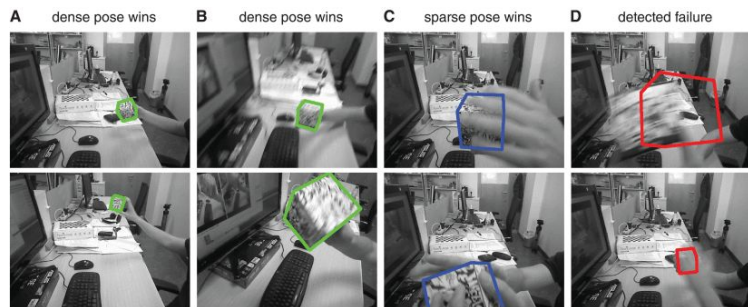 A dense pose wins
B dense pose wins
C sparse pose wins
D detected failure